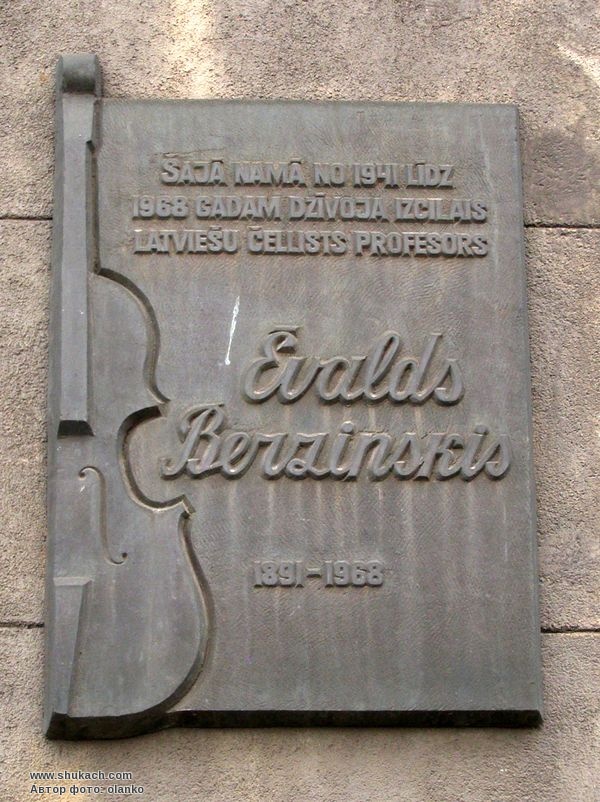 ŠAJĀ NAMĀ NO 1941 LĪDZ
1968 GADAM DZĪVOJA IZCILAIS
LATVIEŠU ČELLISTS PROFESORS
Ēvalds
Berzinskis
1891-1968
www.shukach.com
Автор фото: olanko